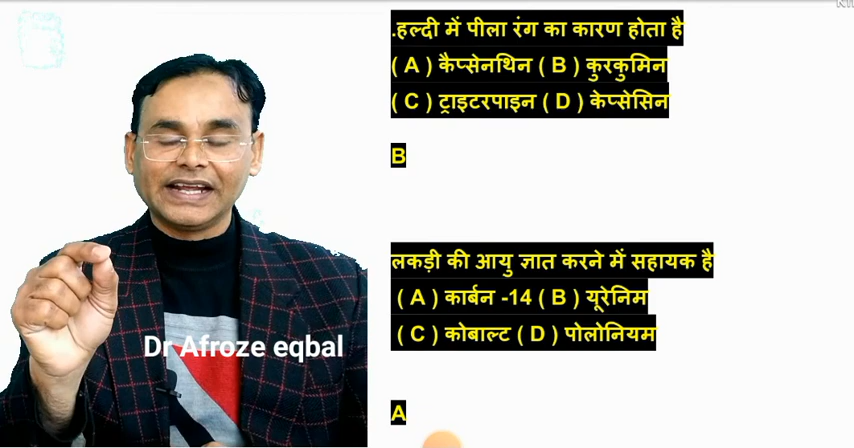 .हल्दी में पीला रंग का कारण होता है
( A ) कैप्सेनथिन ( B ) कुरकुमिन
( C ) ट्राइटरपाइन ( D ) केप्सेसिन
B
लकड़ी की आयु ज्ञात करने में सहायक है
( A ) कार्बन -14 ( B ) यूरेनिम
( C ) कोबाल्ट ( D ) पोलोनियम
A
Dr Afroze eqbal